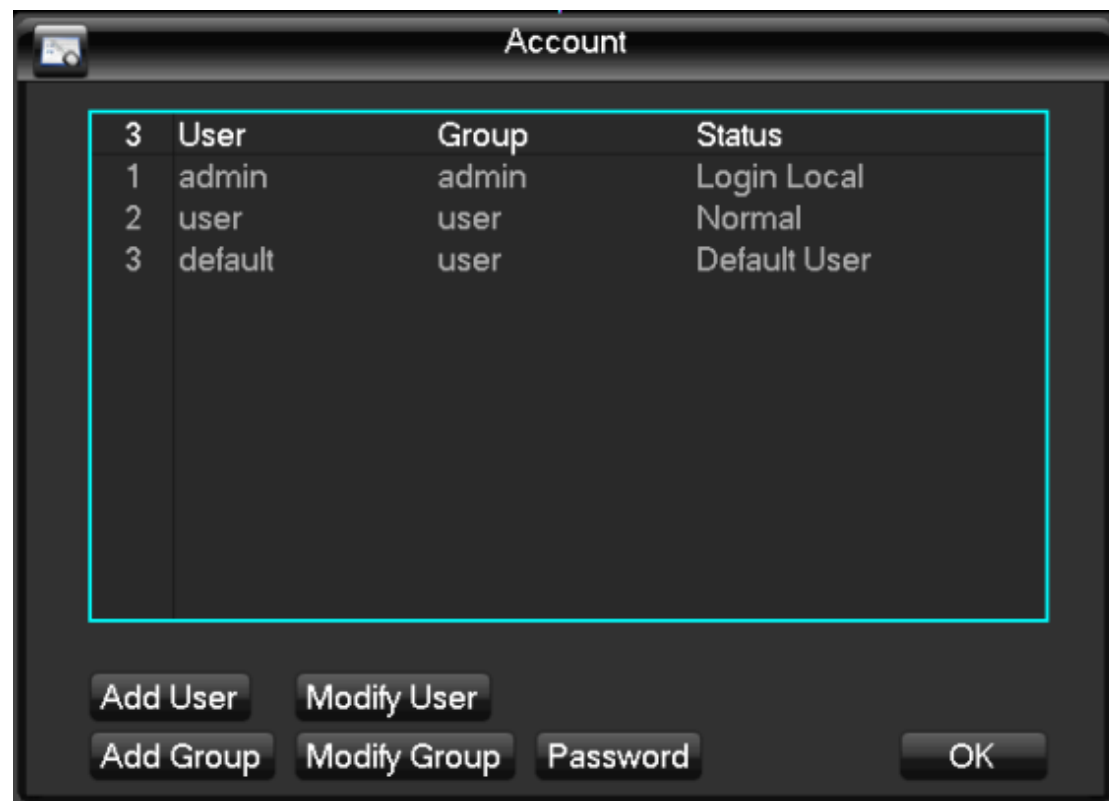 Account
3 User Group Status
1 admin admin Login Local
2 user user Normal
3 default user Default User
Add User Modify User
Add Group Modify Group Password OK